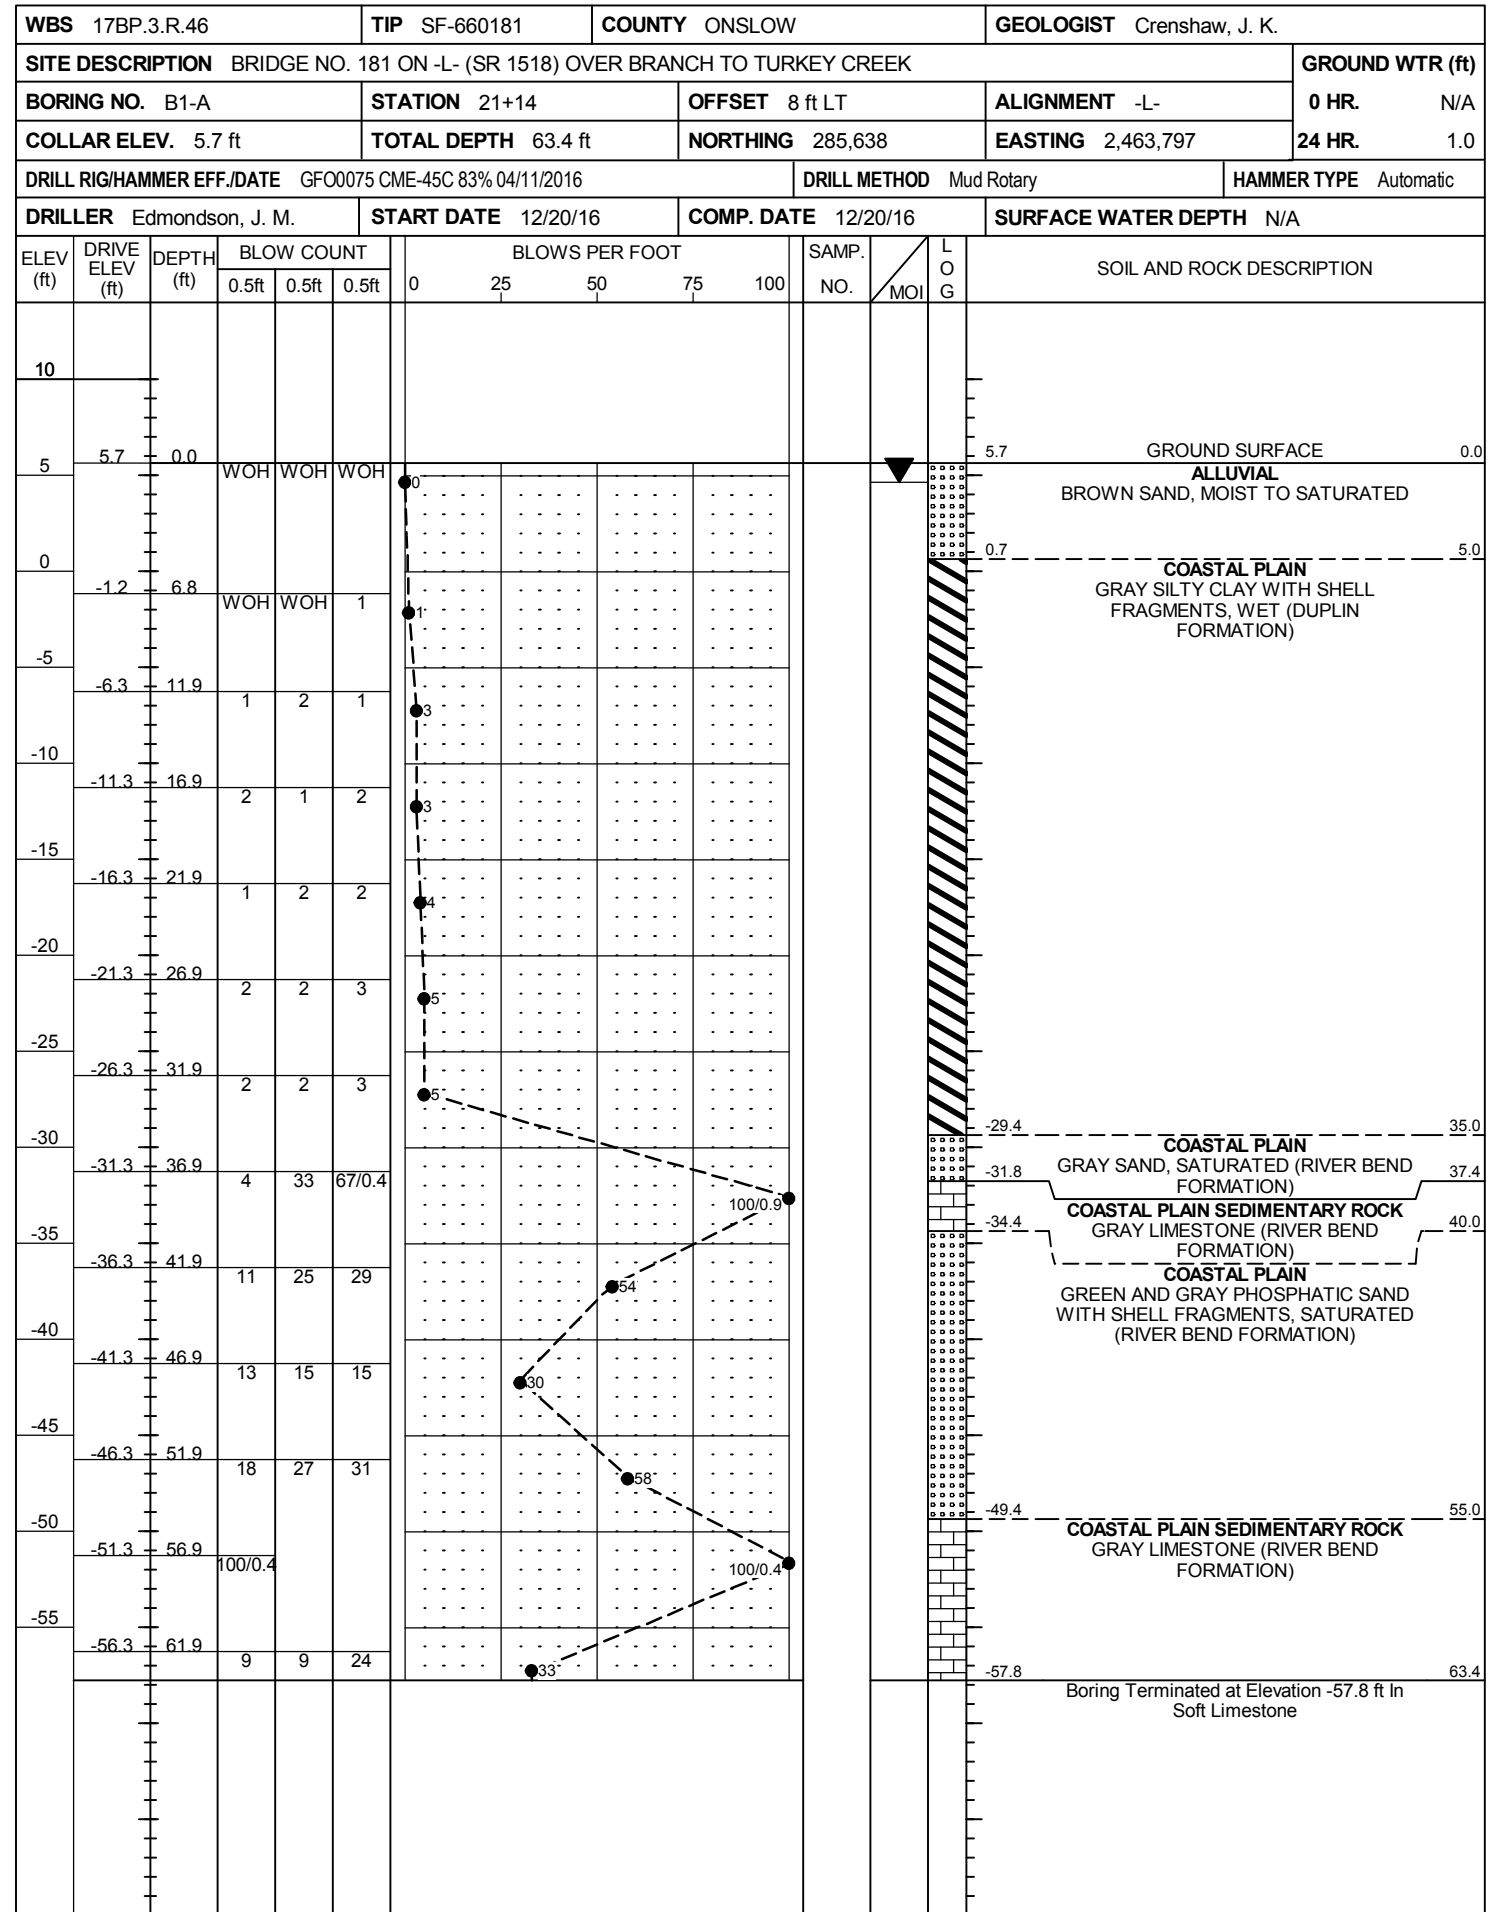 WBS 17BP.3.R.46 TIP SF-660181 COUNTY ONSLOW GEOLOGIST Crenshaw, J. K.
SITE DESCRIPTION BRIDGE NO. 181 ON -L- (SR 1518) OVER BRANCH TO TURKEY CREEK GROUND WTR (ft)
BORING NO. B1-A STATION 21+14 OFFSET 8 ft LT ALIGNMENT -L- 0 HR. N/A
COLLAR ELEV. 5.7 ft TOTAL DEPTH 63.4 ft NORTHING 285,638 EASTING 2,463,797 24 HR. 1.0
DRILL RIG/HAMMER EFF./DATE GFO0075 CME-45C 83% 04/11/2016 DRILL METHOD Mud Rotary HAMMER TYPE Automatic
DRILLER Edmondson, J. M. START DATE 12/20/16 COMP. DATE 12/20/16 SURFACE WATER DEPTH N/A
ELEV (ft) DRIVE ELEV (ft) DEPTH (ft) BLOW COUNT BLOWS PER FOOT SAMP. NO. MOI LOG SOIL AND ROCK DESCRIPTION
0.5ft 0.5ft 0.5ft 0 25 50 75 100
10
5.7 0.0 5.7 GROUND SURFACE 0.0
5 WOH WOH WOH 0 ALLUVIAL
BROWN SAND, MOIST TO SATURATED
0.7 5.0
0 COASTAL PLAIN
-1.2 6.8 GRAY SILTY CLAY WITH SHELL
WOH WOH 1 1 FRAGMENTS, WET (DUPLIN
FORMATION)
-5
-6.3 11.9
1 2 1 3
-10
-11.3 16.9
2 1 2 3
-15
-16.3 21.9
1 2 2 4
-20
-21.3 26.9
2 2 3 5
-25
-26.3 31.9
2 2 3 5
-29.4 35.0
-30 COASTAL PLAIN
-31.3 36.9 GRAY SAND, SATURATED (RIVER BEND
-31.8 37.4
4 33 67/0.4 FORMATION)
100/0.9 COASTAL PLAIN SEDIMENTARY ROCK
-34.4 40.0
-35 GRAY LIMESTONE (RIVER BEND
FORMATION)
-36.3 41.9 COASTAL PLAIN
11 25 29 54 GREEN AND GRAY PHOSPHATIC SAND
WITH SHELL FRAGMENTS, SATURATED
-40 (RIVER BEND FORMATION)
-41.3 46.9
13 15 15 30
-45
-46.3 51.9
18 27 31 58
-49.4 55.0
-50 COASTAL PLAIN SEDIMENTARY ROCK
-51.3 56.9 GRAY LIMESTONE (RIVER BEND
100/0.4 100/0.4 FORMATION)
-55
-56.3 61.9
9 9 24 33
-57.8 63.4
Boring Terminated at Elevation -57.8 ft In
Soft Limestone